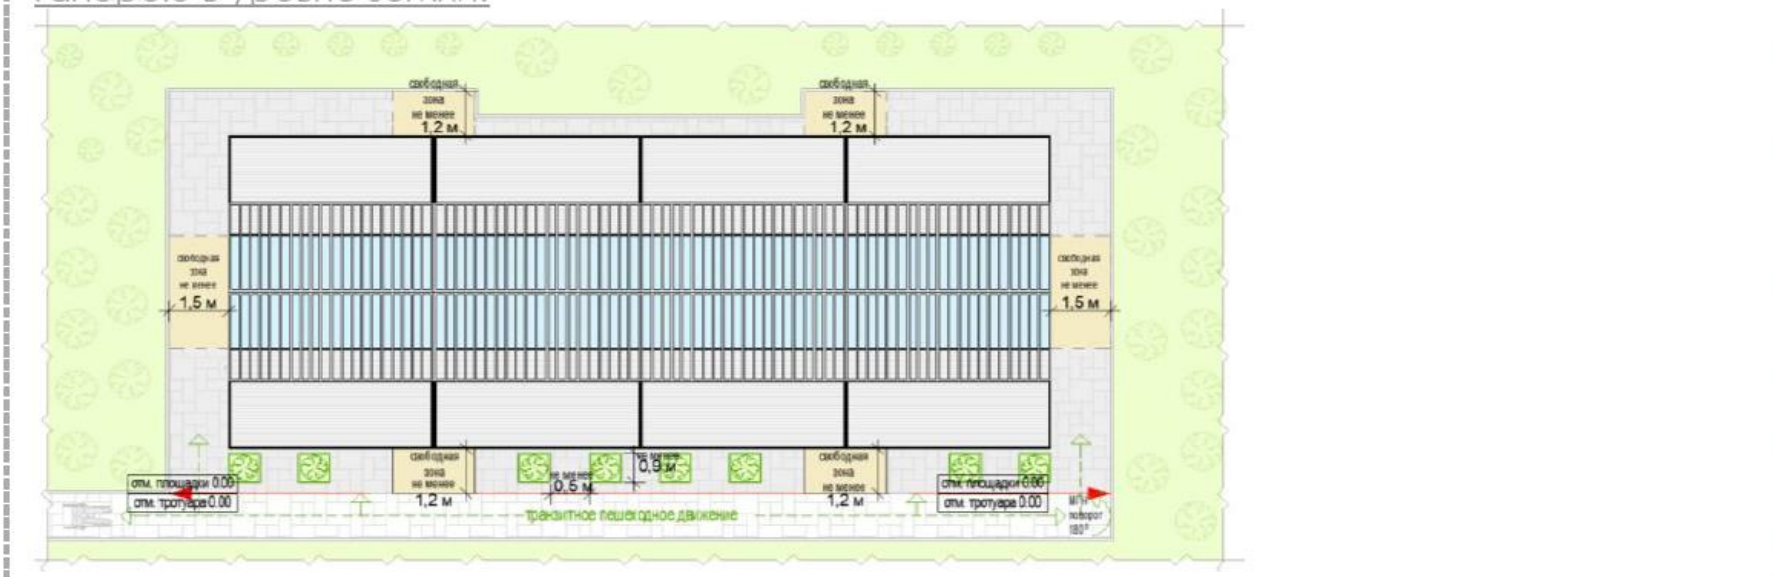 свободная
зона
не менее
1,2 м
свободная
зона
не менее
1,2 м
свободная
зона
не менее
1,5 м
свободная
зона
не менее
1,5 м
свободная
зона
не менее
1,2 м
не менее
0,5 м
не менее
0,9 м
свободная
зона
не менее
1,2 м
отм. площадки 0.00
отм. тротуара 0.00
отм. площадки 0.00
отм. тротуара 0.00
транзитное пешеходное движение
МГН
поворот
180°